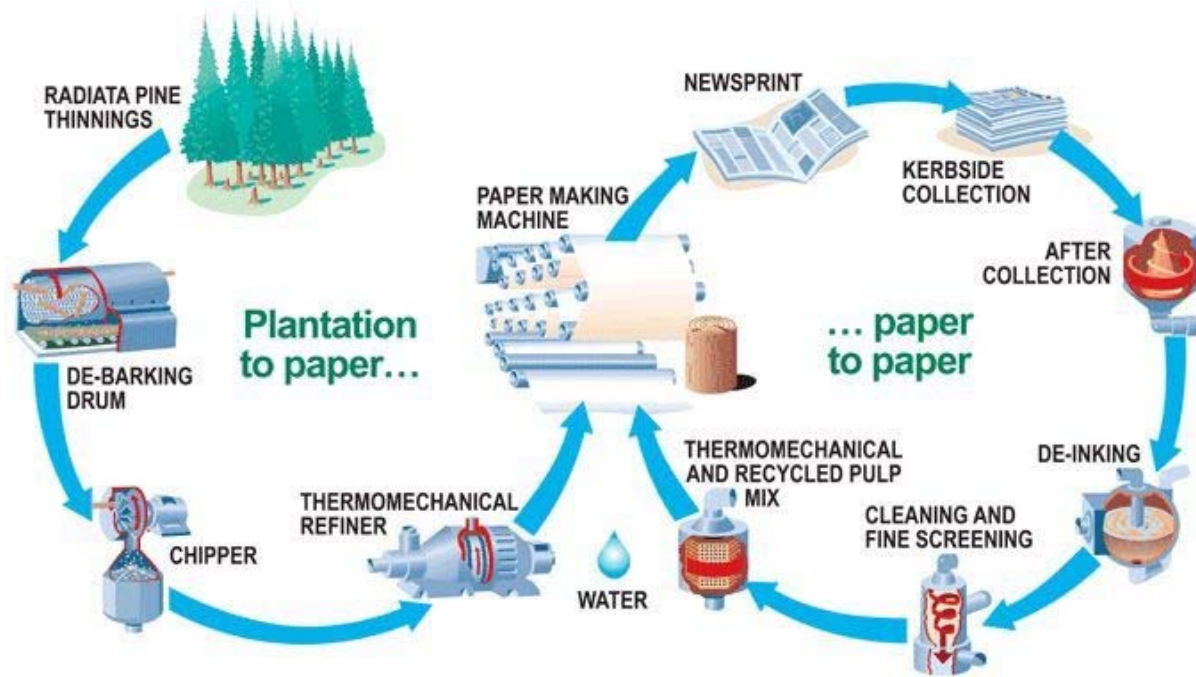 RADIATA PINE
THINNINGS
DE-BARKING
DRUM
CHIPPER
THERMOMECHANICAL
REFINER
Plantation
to paper...
PAPER MAKING
MACHINE
WATER
NEWSPRINT
KERBSIDE
COLLECTION
AFTER
COLLECTION
... paper
to paper
DE-INKING
CLEANING AND
FINE SCREENING
THERMOMECHANICAL
AND RECYCLED PULP
MIX